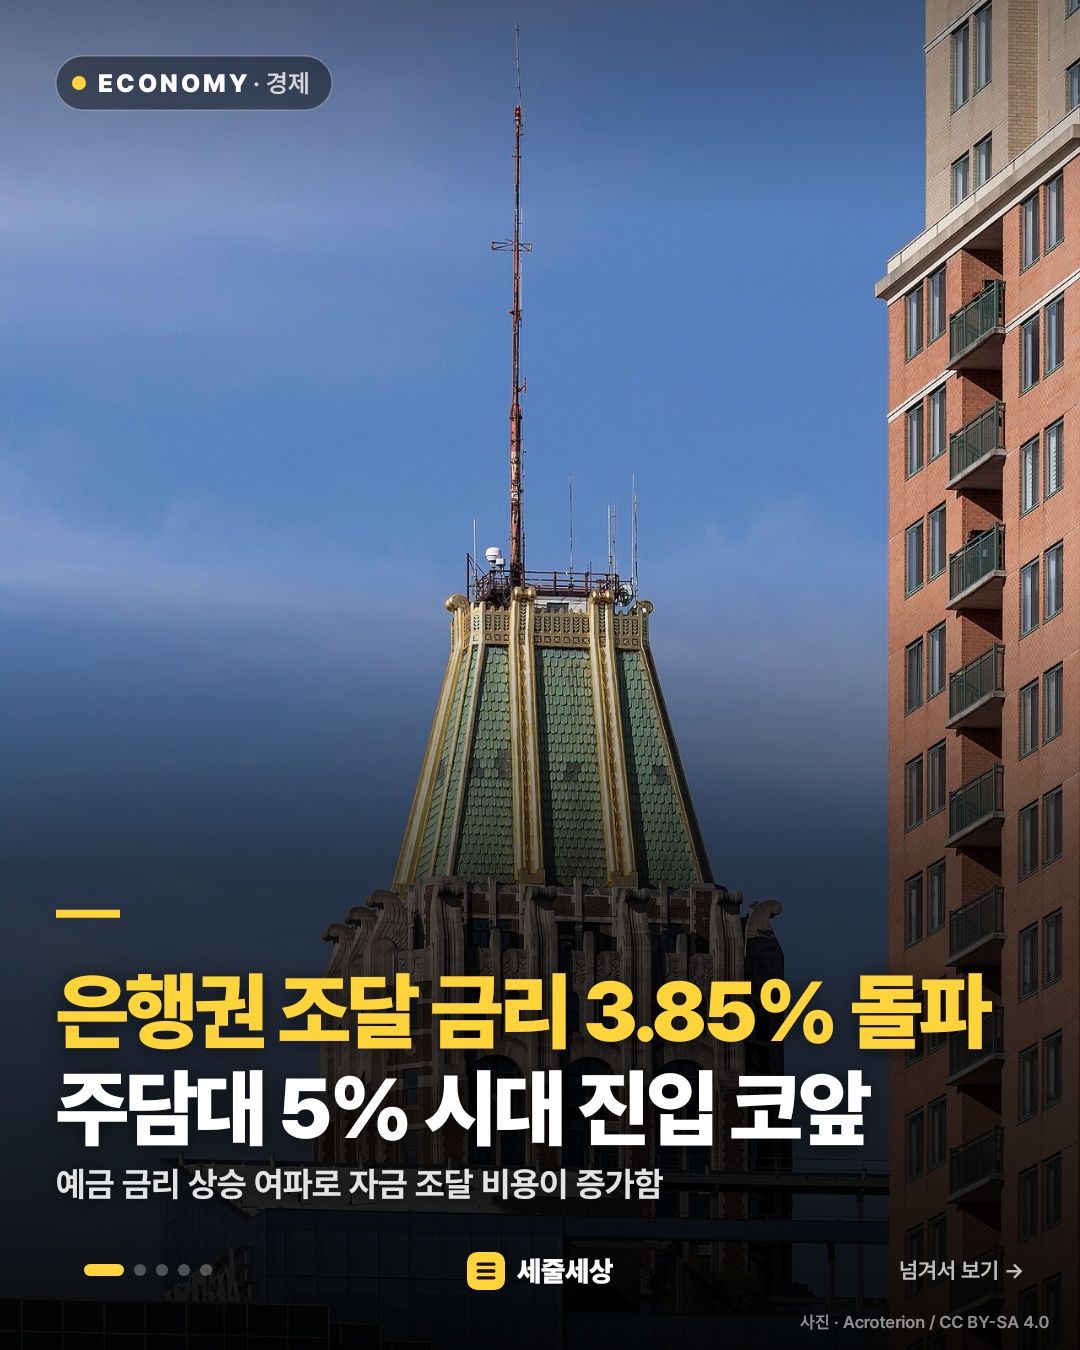 ECONOMY · 경제
은행권 조달 금리 3.85% 돌파
주담대 5% 시대 진입 코앞
예금 금리 상승 여파로 자금 조달 비용이 증가함
세줄세상
넘겨서 보기 →
사진 · Acroterion / CC BY-SA 4.0